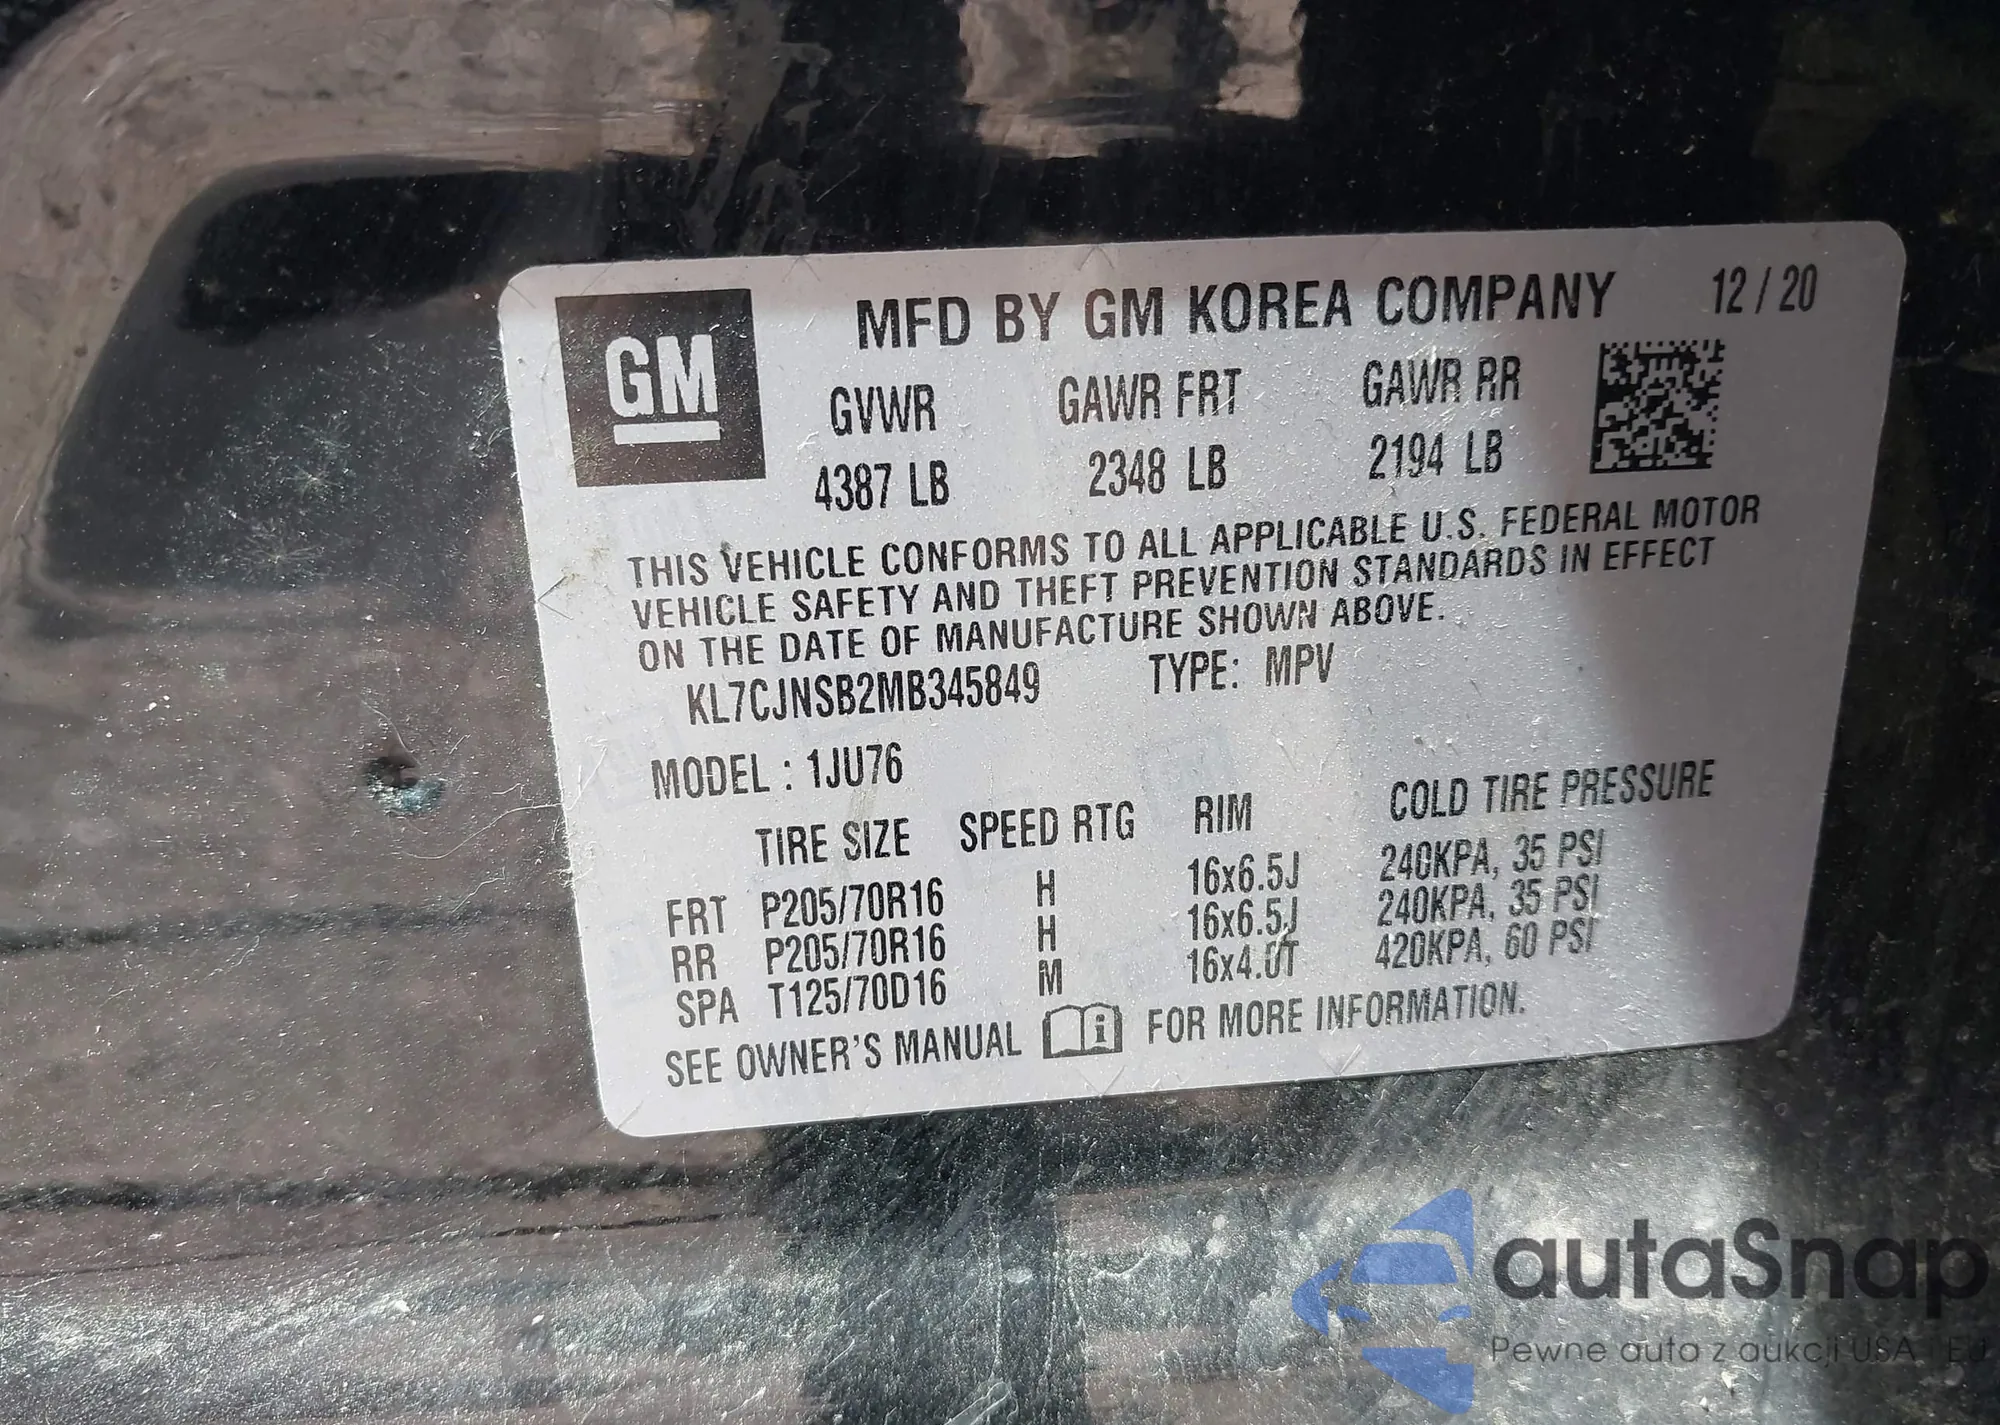 GM
MFD BY GM KOREA COMPANY 12 / 20
GVWR GAWR FRT GAWR RR
4387 LB 2348 LB 2194 LB
THIS VEHICLE CONFORMS TO ALL APPLICABLE U.S. FEDERAL MOTOR
VEHICLE SAFETY AND THEFT PREVENTION STANDARDS IN EFFECT
ON THE DATE OF MANUFACTURE SHOWN ABOVE.
KL7CJNSB2MB345849 TYPE: MPV
MODEL : 1JU76
TIRE SIZE SPEED RTG RIM COLD TIRE PRESSURE
FRT P205/70R16 H 16x6.5J 240KPA, 35 PSI
RR P205/70R16 H 16x6.5J 240KPA, 35 PSI
SPA T125/70D16 M 16x4.0T 420KPA, 60 PSI
SEE OWNER'S MANUAL i FOR MORE INFORMATION.
autaSnap
Pewne auta z aukcji USA i EU